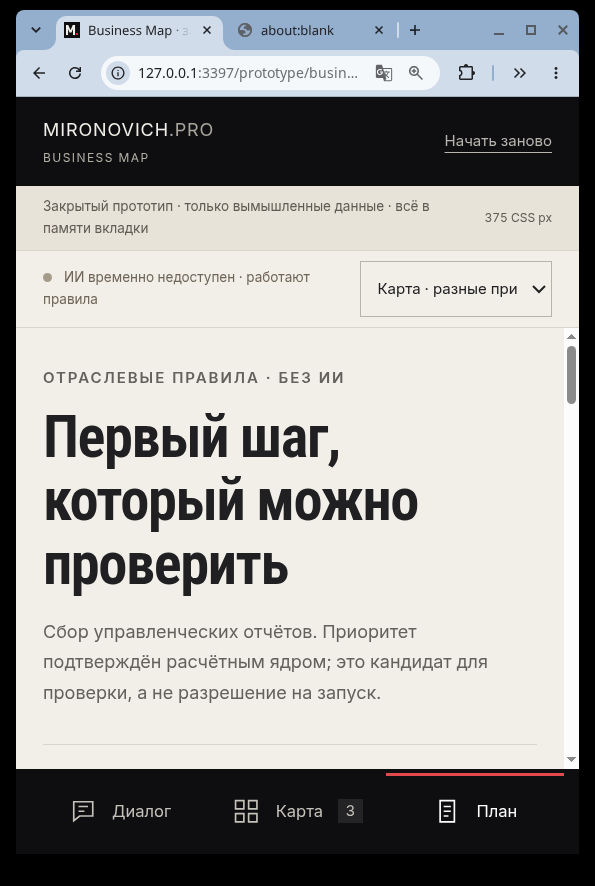 Business Map · з
about:blank
127.0.0.1:3397/prototype/busin...
MIRONOVICH.PRO
BUSINESS MAP
Начать заново
Закрытый прототип · только вымышленные данные · всё в
памяти вкладки
375 CSS px
ИИ временно недоступен · работают
правила
Карта · разные при
ОТРАСЛЕВЫЕ ПРАВИЛА · БЕЗ ИИ
Первый шаг,
который можно
проверить
Сбор управленческих отчётов. Приоритет
подтверждён расчётным ядром; это кандидат для
проверки, а не разрешение на запуск.
Диалог
Карта 3
План